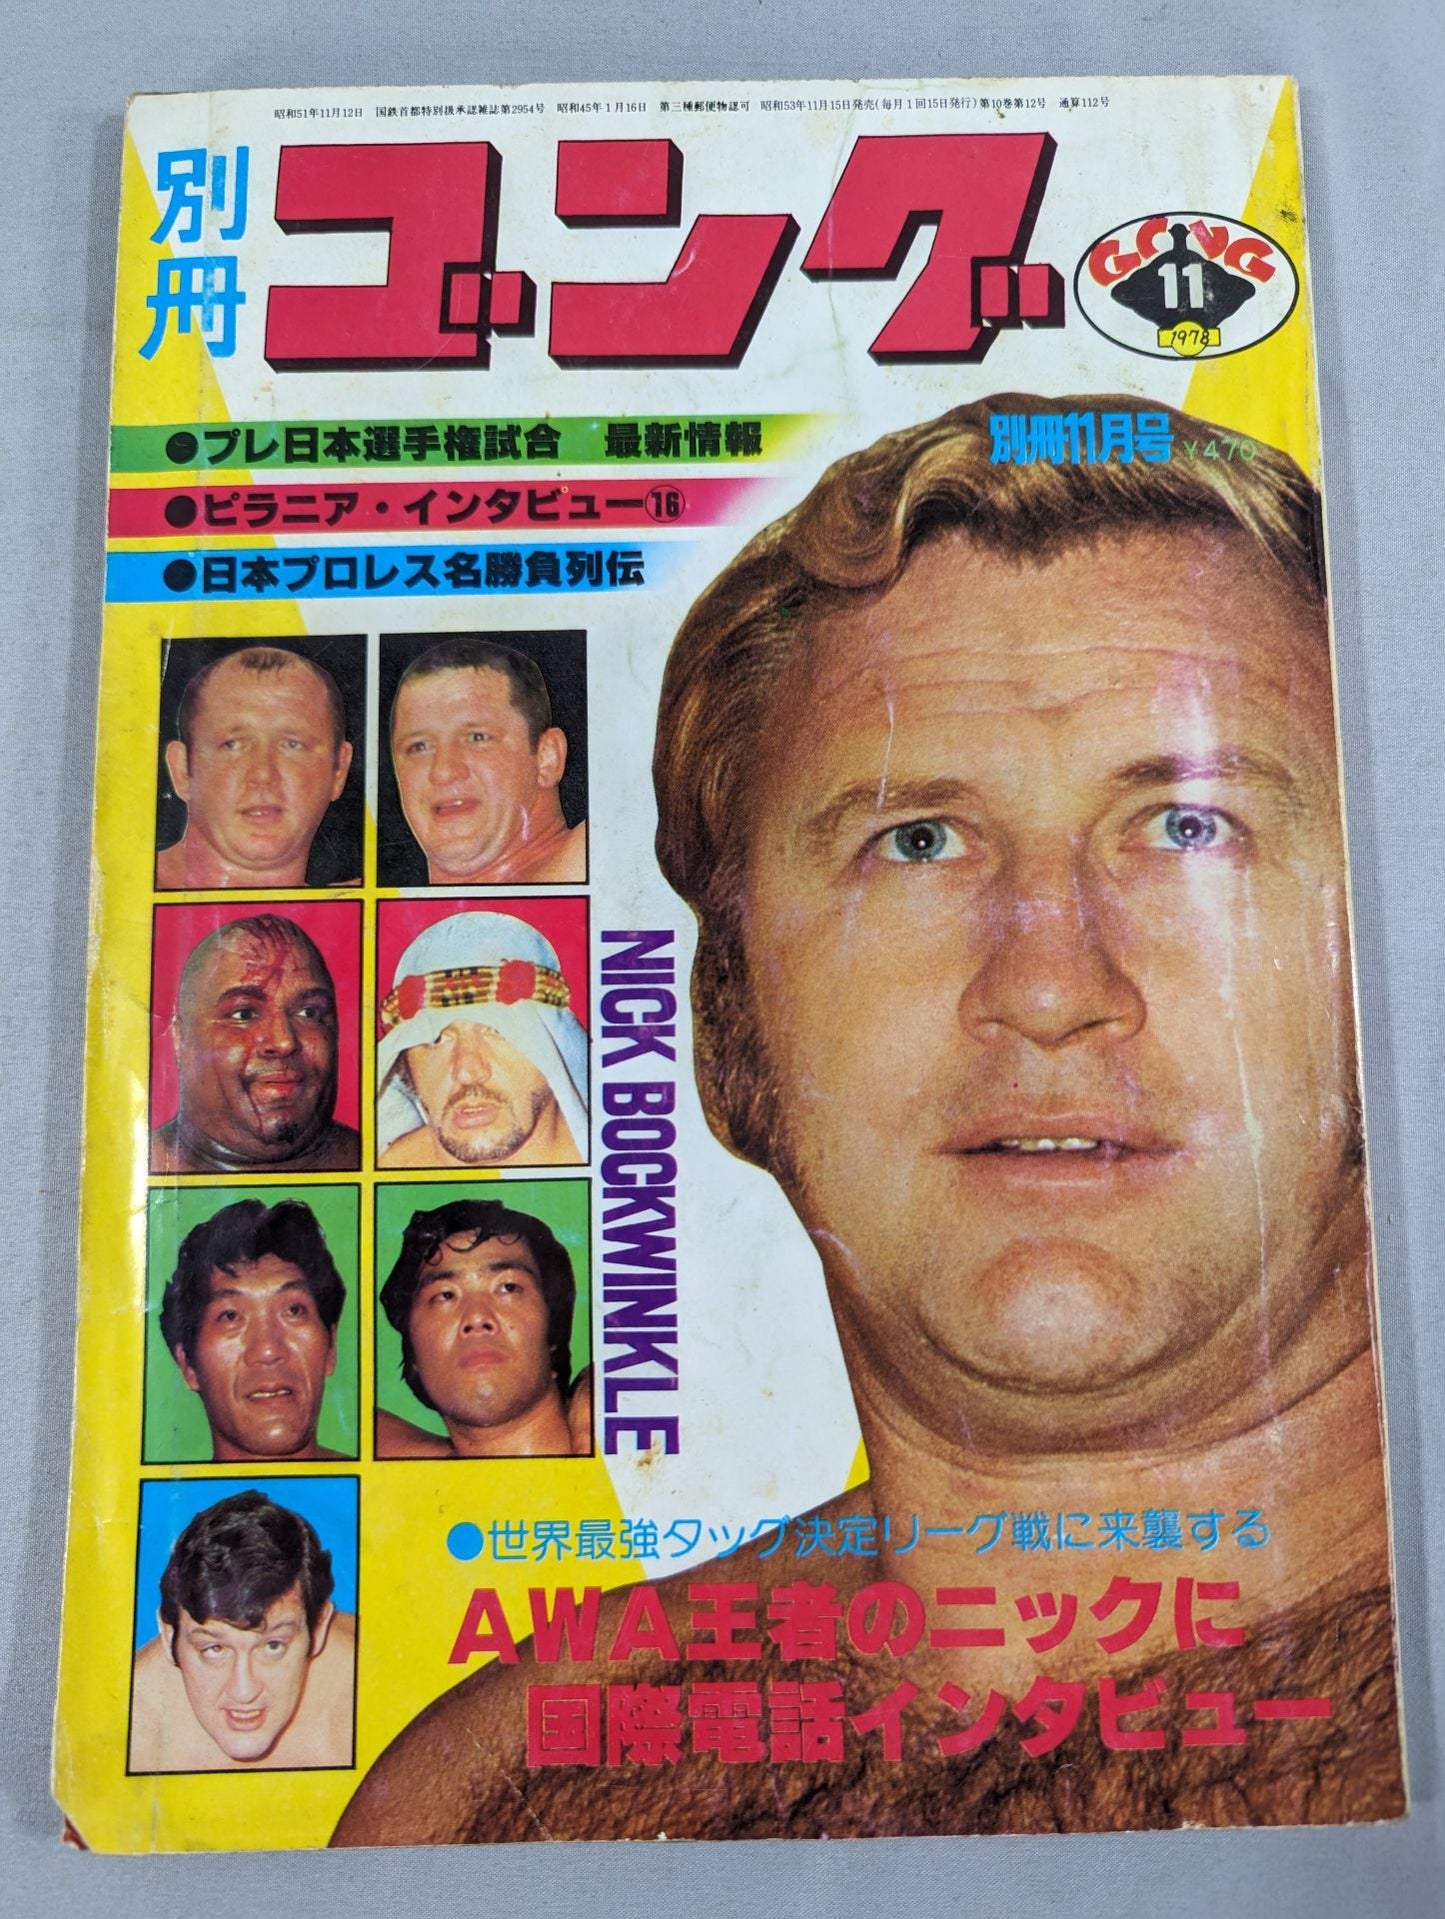 昭和51年11月12日 国鉄首都特別扱承認雑誌第2954号 昭和45年1月16日 第三種郵便物認可 昭和53年11月15日発売(毎月1回15日発行)第10巻第12号 通算112号
別冊
ゴング
GONG
11
1978
別冊11月号 ¥470
●プレ日本選手権試合 最新情報
●ピラニア・インタビュー⑯
●日本プロレス名勝負列伝
NICK BOCKWINKLE
●世界最強タッグ決定リーグ戦に来襲する
AWA王者のニックに
国際電話インタビュー